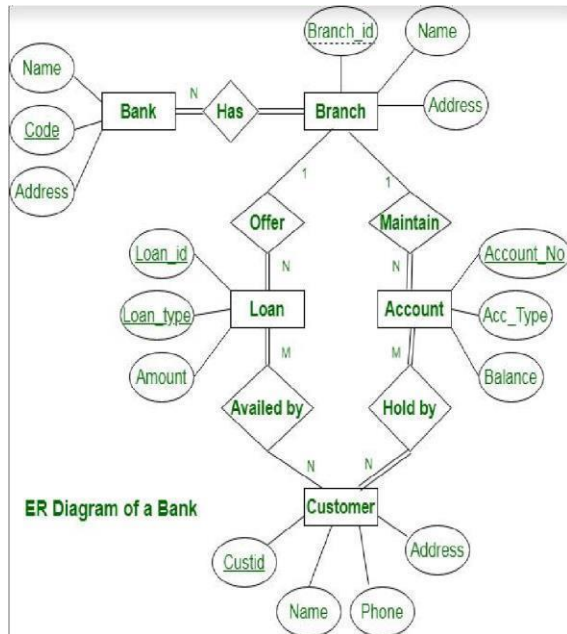 Branch_id
Name
Name
N
Bank
Has
Branch
Address
Code
Address
1
1
Offer
Maintain
Loan_id
Account_No
N
N
Loan
Account
Loan_type
Acc_Type
M
M
Amount
Balance
Availed by
Hold by
N
N
ER Diagram of a Bank
Customer
Address
Custid
Name
Phone